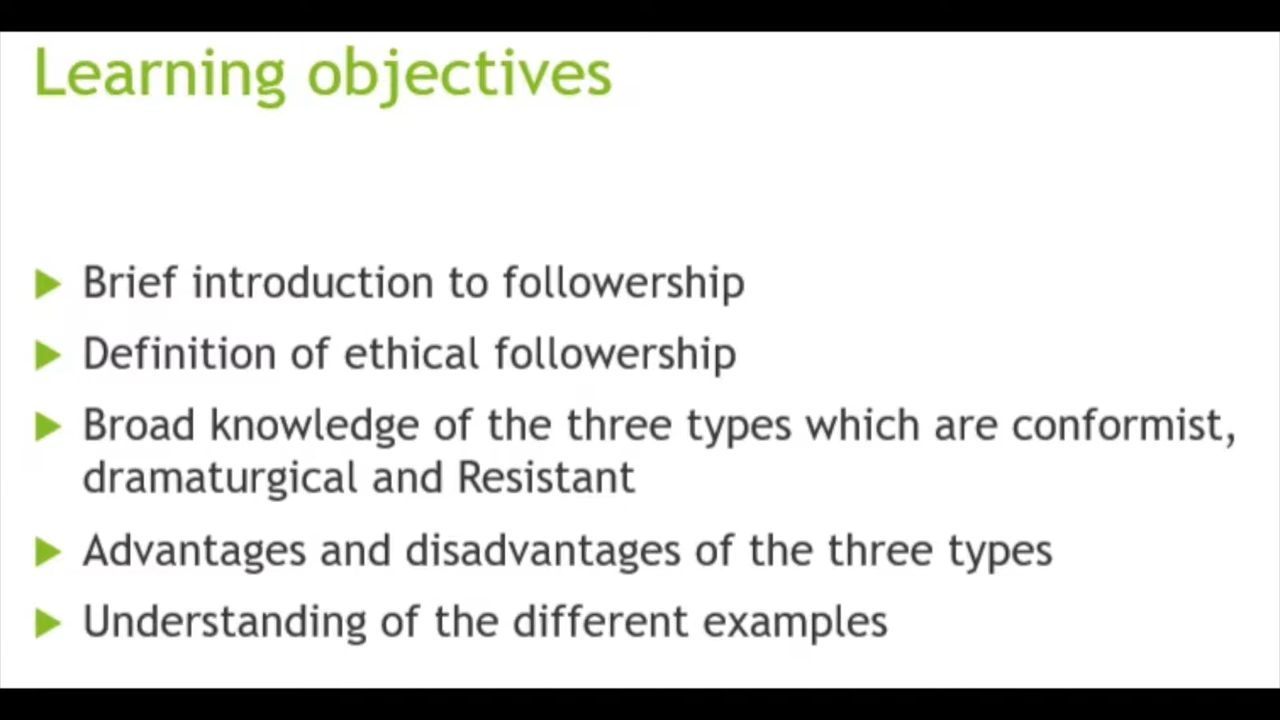 Learning objectives
Brief introduction to followership
Definition of ethical followership
Broad knowledge of the three types which are conformist,
dramaturgical and Resistant
Advantages and disadvantages of the three types
Understanding of the different examples